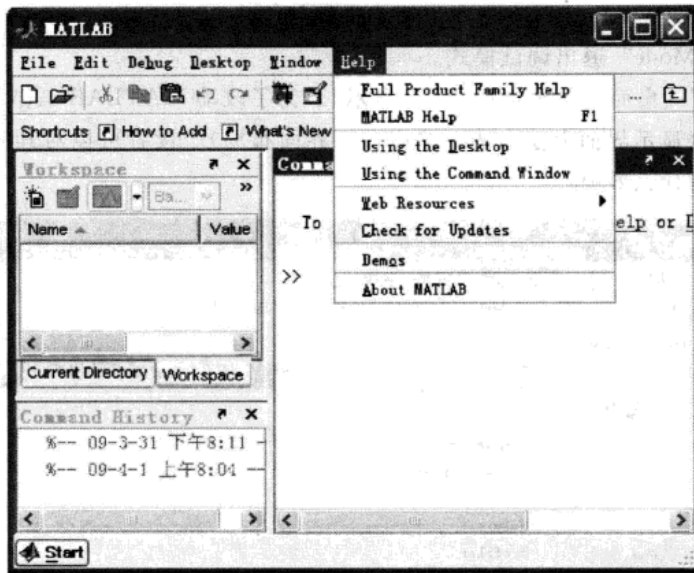 MATLAB
File Edit Debug Desktop Window Help
Full Product Family Help
MATLAB Help F1
Using the Desktop
Using the Command Window
Web Resources
Check for Updates
Demos
About MATLAB
...
Shortcuts How to Add What's New
Workspace
Ba...
Name Value
Current Directory Workspace
Command History
%-- 09-3-31 下午8:11 --
%-- 09-4-1 上午8:04 --
Comma
To elp or D
>>
Start